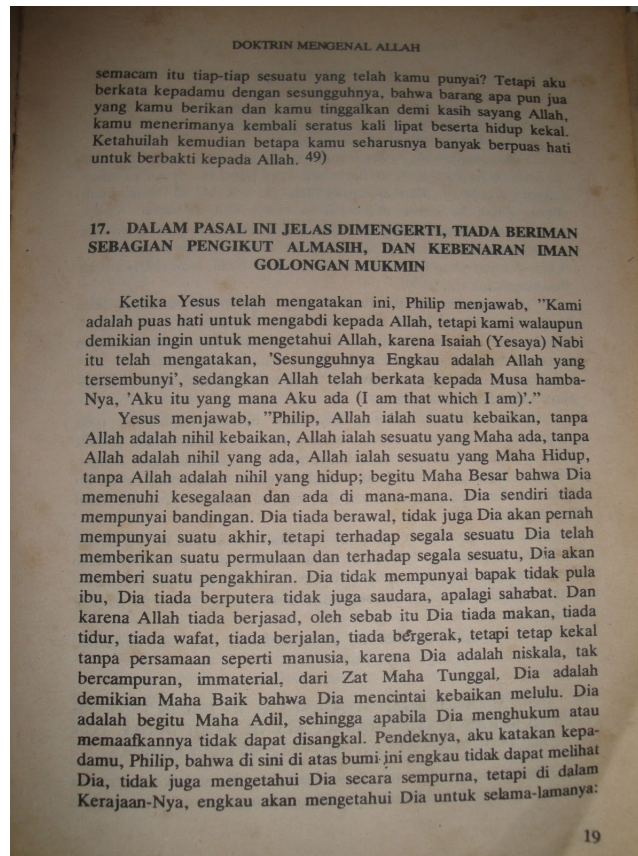 DOKTRIN MENGENAL ALLAH
semacam itu tiap-tiap sesuatu yang telah kamu punyai? Tetapi aku
berkata kepadamu dengan sesungguhnya, bahwa barang apa pun jua
yang kamu berikan dan kamu tinggalkan demi kasih sayang Allah,
kamu menerimanya kembali seratus kali lipat beserta hidup kekal.
Ketahuilah kemudian betapa kamu seharusnya banyak berpuas hati
untuk berbakti kepada Allah. 49)
17. DALAM PASAL INI JELAS DIMENGERTI, TIADA BERIMAN
SEBAGIAN PENGIKUT ALMASIH, DAN KEBENARAN IMAN
GOLONGAN MUKMIN
Ketika Yesus telah mengatakan ini, Philip menjawab, ”Kami
adalah puas hati untuk mengabdi kepada Allah, tetapi kami walaupun
demikian ingin untuk mengetahui Allah, karena Isaiah (Yesaya) Nabi
itu telah mengatakan, 'Sesungguhnya Engkau adalah Allah yang
tersembunyi', sedangkan Allah telah berkata kepada Musa hamba-
Nya, 'Aku itu yang mana Aku ada (I am that which I am)'.”
Yesus menjawab, ”Philip, Allah ialah suatu kebaikan, tanpa
Allah adalah nihil kebaikan, Allah ialah sesuatu yang Maha ada, tanpa
Allah adalah nihil yang ada, Allah ialah sesuatu yang Maha Hidup,
tanpa Allah adalah nihil yang hidup; begitu Maha Besar bahwa Dia
memenuhi kesegalaan dan ada di mana-mana. Dia sendiri tiada
mempunyai bandingan. Dia tiada berawal, tidak juga Dia akan pernah
mempunyai suatu akhir, tetapi terhadap segala sesuatu Dia telah
memberikan suatu permulaan dan terhadap segala sesuatu, Dia akan
memberi suatu pengakhiran. Dia tidak mempunyai bapak tidak pula
ibu, Dia tiada berputera tidak juga saudara, apalagi sahabat. Dan
karena Allah tiada berjasad, oleh sebab itu Dia tiada makan, tiada
tidur, tiada wafat, tiada berjalan, tiada bergerak, tetapi tetap kekal
tanpa persamaan seperti manusia, karena Dia adalah niskala, tak
bercampuran, immaterial, dari Zat Maha Tunggal. Dia adalah
demikian Maha Baik bahwa Dia mencintai kebaikan melulu. Dia
adalah begitu Maha Adil, sehingga apabila Dia menghukum atau
memaafkannya tidak dapat disangkal. Pendeknya, aku katakan kepa-
damu, Philip, bahwa di sini di atas bumi ini engkau tidak dapat melihat
Dia, tidak juga mengetahui Dia secara sempurna, tetapi di dalam
Kerajaan-Nya, engkau akan mengetahui Dia untuk selama-lamanya:
19